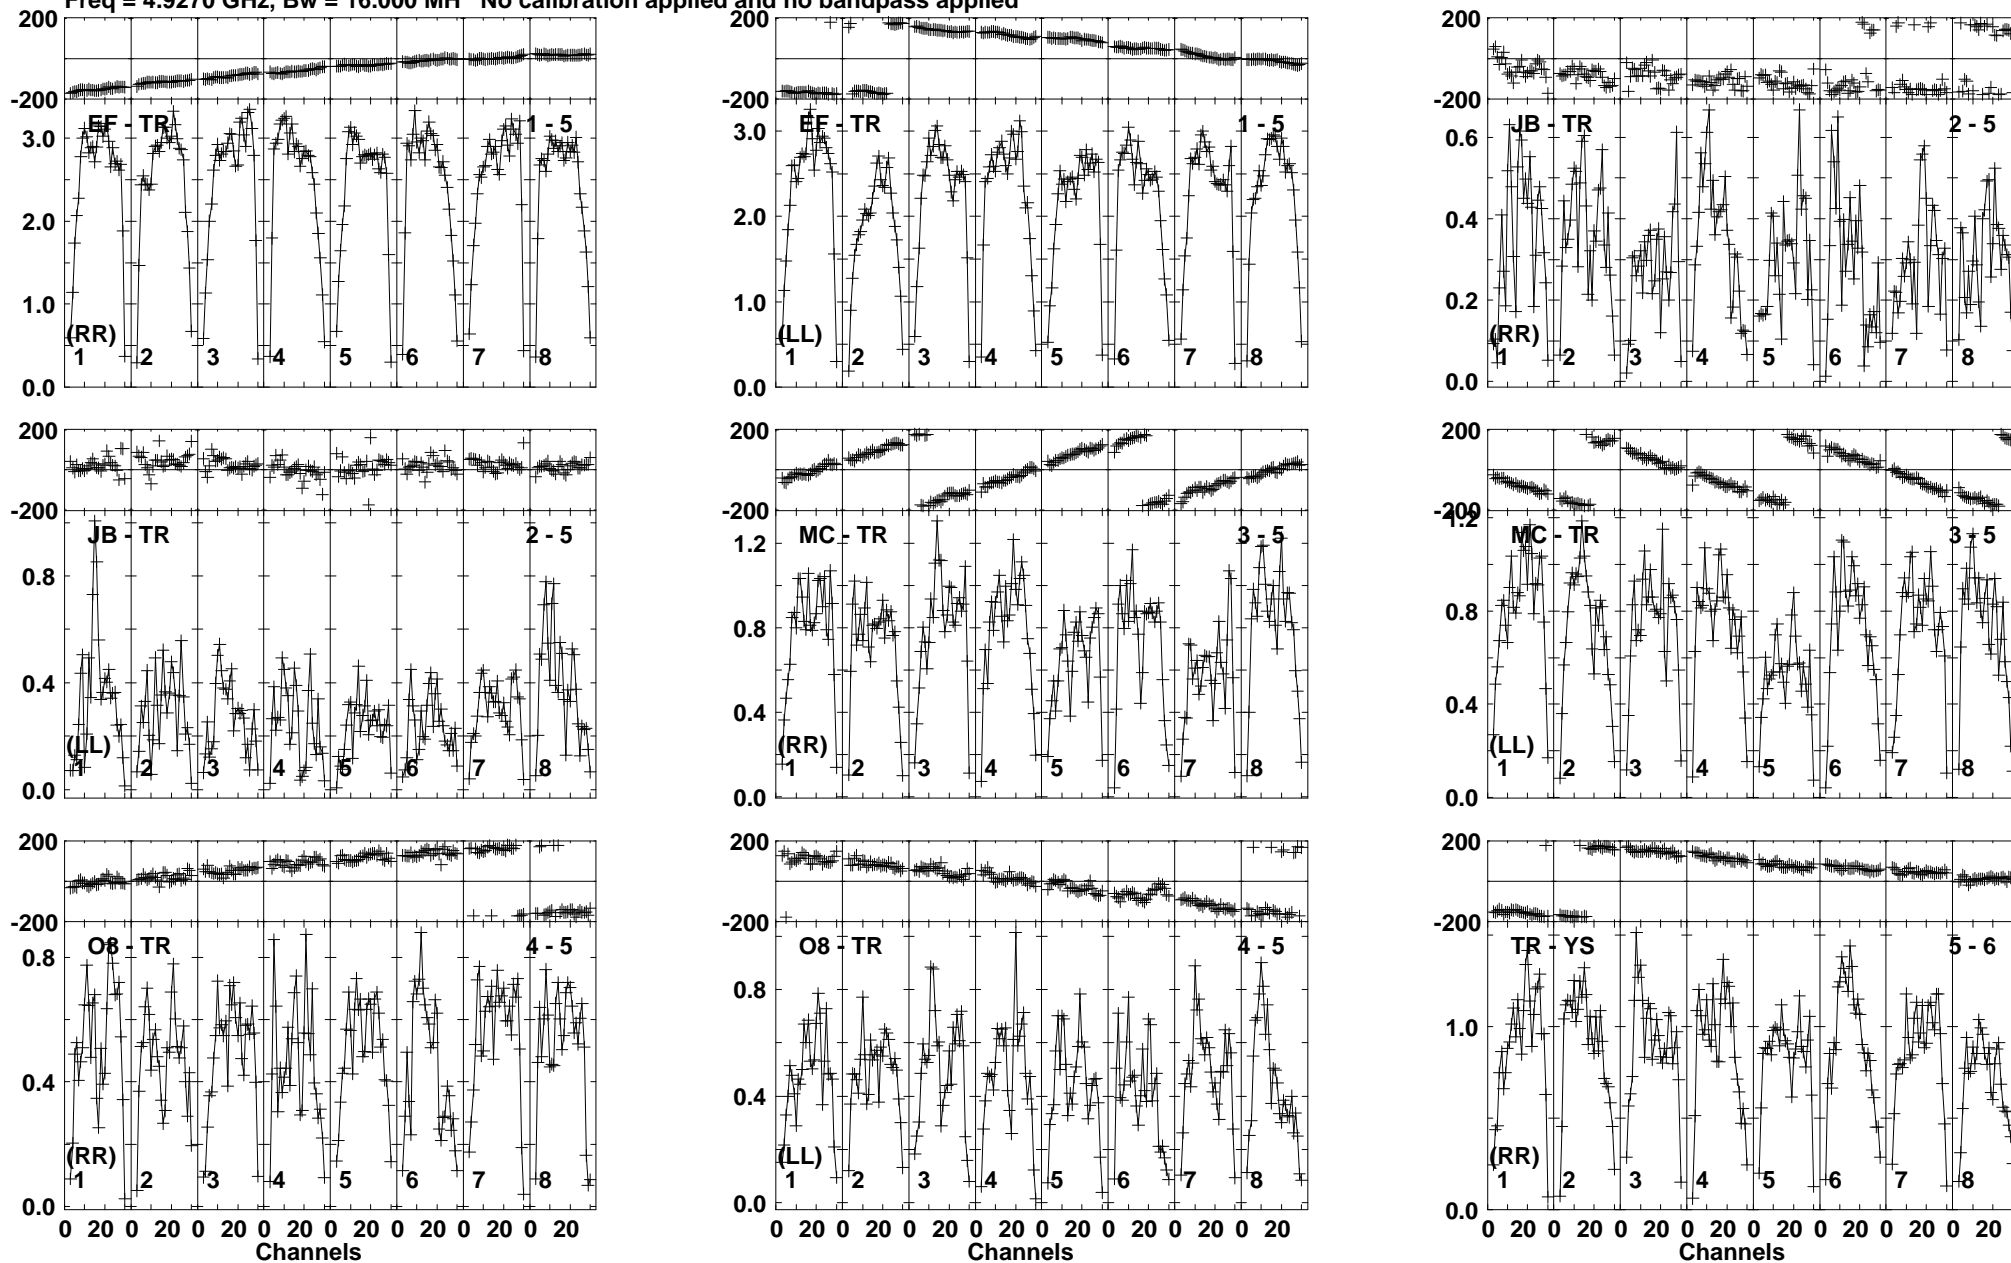 Freq = 4.9270 GHz, Bw = 16.000 MH No calibration applied and no bandpass applied
200
-200
EF - TR 1 - 5
3.0
2.0
1.0
0.0
(RR)
1 2 3 4 5 6 7 8
200
-200
EF - TR 1 - 5
3.0
2.0
1.0
0.0
(LL)
1 2 3 4 5 6 7 8
200
-200
JB - TR 2 - 5
0.6
0.4
0.2
0.0
(RR)
1 2 3 4 5 6 7 8
200
-200
JB - TR 2 - 5
0.8
0.4
0.0
(LL)
1 2 3 4 5 6 7 8
200
-200
MC - TR 3 - 5
1.2
0.8
0.4
0.0
(RR)
1 2 3 4 5 6 7 8
200
-200
1.2
MC - TR 3 - 5
0.8
0.4
0.0
(LL)
1 2 3 4 5 6 7 8
200
-200
O8 - TR 4 - 5
0.8
0.4
0.0
(RR)
1 2 3 4 5 6 7 8
0 20 0 20 0 20 0 20 0 20 0 20 0 20 0 20
Channels
200
-200
O8 - TR 4 - 5
0.8
0.4
0.0
(LL)
1 2 3 4 5 6 7 8
0 20 0 20 0 20 0 20 0 20 0 20 0 20 0 20
Channels
200
-200
TR - YS 5 - 6
1.0
0.0
(RR)
1 2 3 4 5 6 7 8
0 20 0 20 0 20 0 20 0 20 0 20 0 20 0 20
Channels